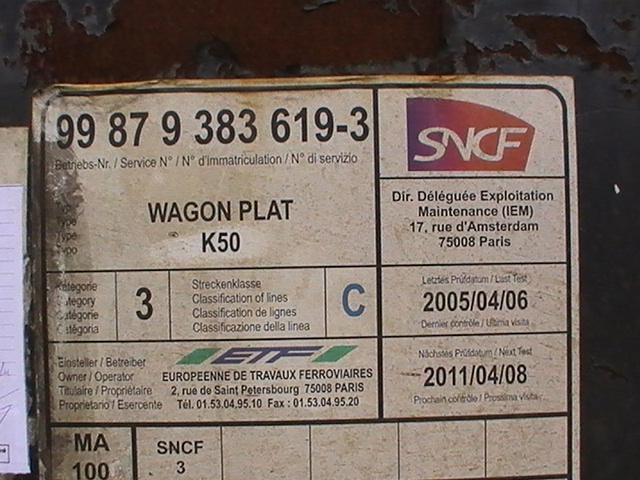 99 87 9 383 619-3
Betriebs-Nr. / Service N° / N° d'immatriculation / N° di servizio
SNCF
WAGON PLAT
K50
Dir. Déléguée Exploitation
Maintenance (IEM)
17, rue d'Amsterdam
75008 Paris
3
Streckenklasse
Classification of lines
Classification de lignes
Classificazione della linea
C
Letztes Prüfdatum / Last Test
2005/04/06
Dernier contrôle / Ultima visita
Einsteller / Betreiber
Owner / Operator
Titulaire / Propriétaire
Proprietario / Esercente
ETF
EUROPEENNE DE TRAVAUX FERROVIAIRES
2, rue de Saint Petersbourg 75008 PARIS
Tél. 01.53.04.95.10 Fax : 01.53.04.95.20
Nächstes Prüfdatum / Next Test
2011/04/08
Prochain contrôle / Prossima visita
MA
100
SNCF
3